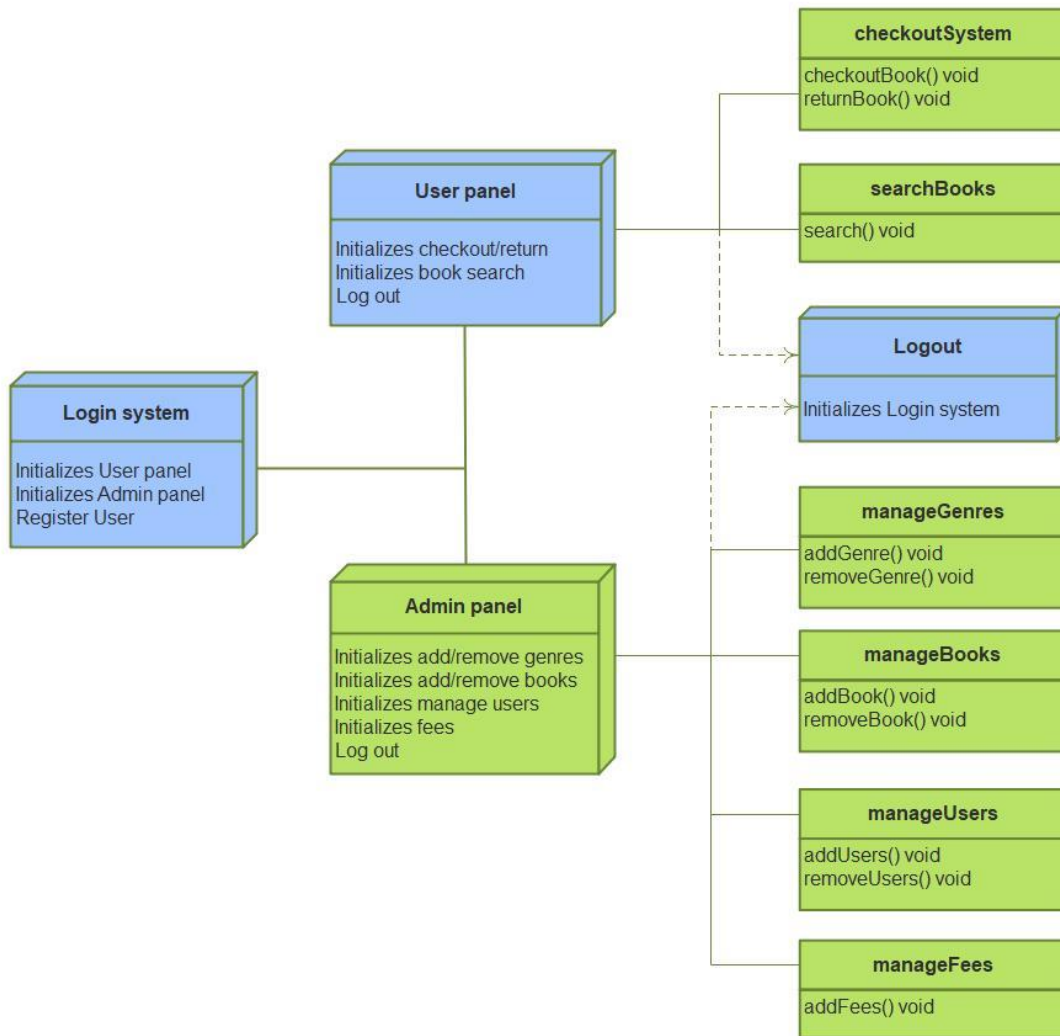 checkoutSystem
checkoutBook() void
returnBook() void
User panel
Initializes checkout/return
Initializes book search
Log out
searchBooks
search() void
Logout
Initializes Login system
Login system
Initializes User panel
Initializes Admin panel
Register User
manageGenres
addGenre() void
removeGenre() void
Admin panel
Initializes add/remove genres
Initializes add/remove books
Initializes manage users
Initializes fees
Log out
manageBooks
addBook() void
removeBook() void
manageUsers
addUsers() void
removeUsers() void
manageFees
addFees() void